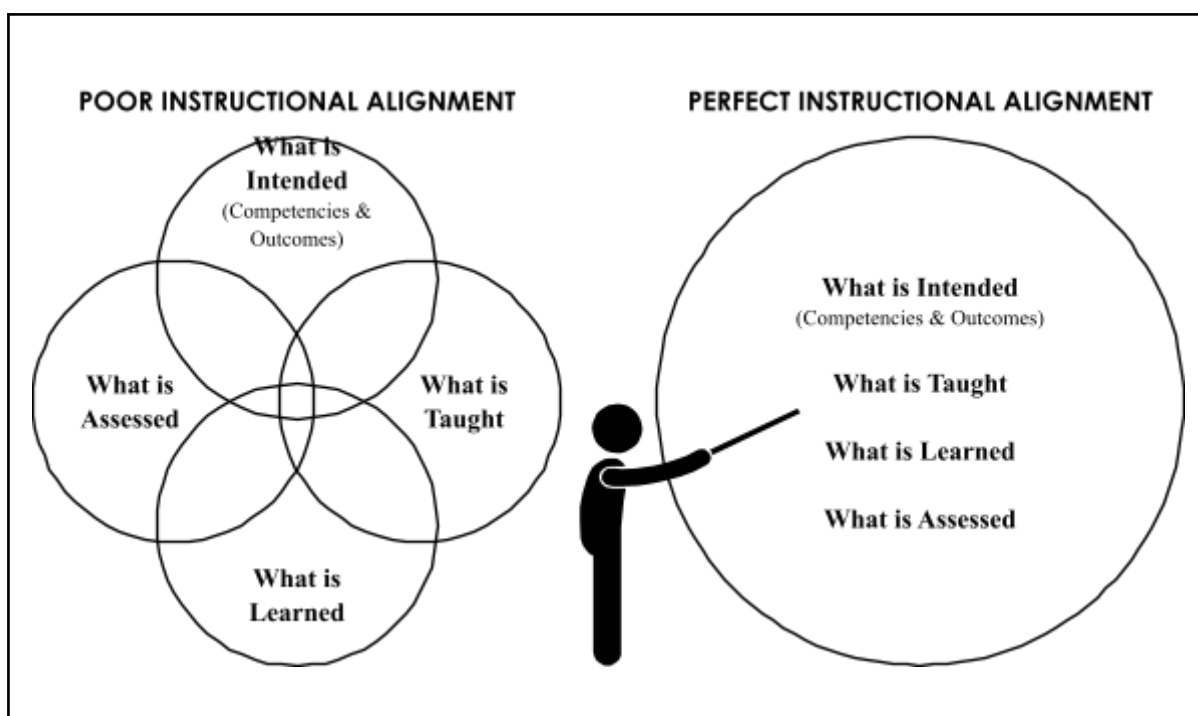 POOR INSTRUCTIONAL ALIGNMENT
What is
Intended
(Competencies &
Outcomes)
What is
Assessed
What is
Taught
What is
Learned
PERFECT INSTRUCTIONAL ALIGNMENT
What is Intended
(Competencies & Outcomes)
What is Taught
What is Learned
What is Assessed